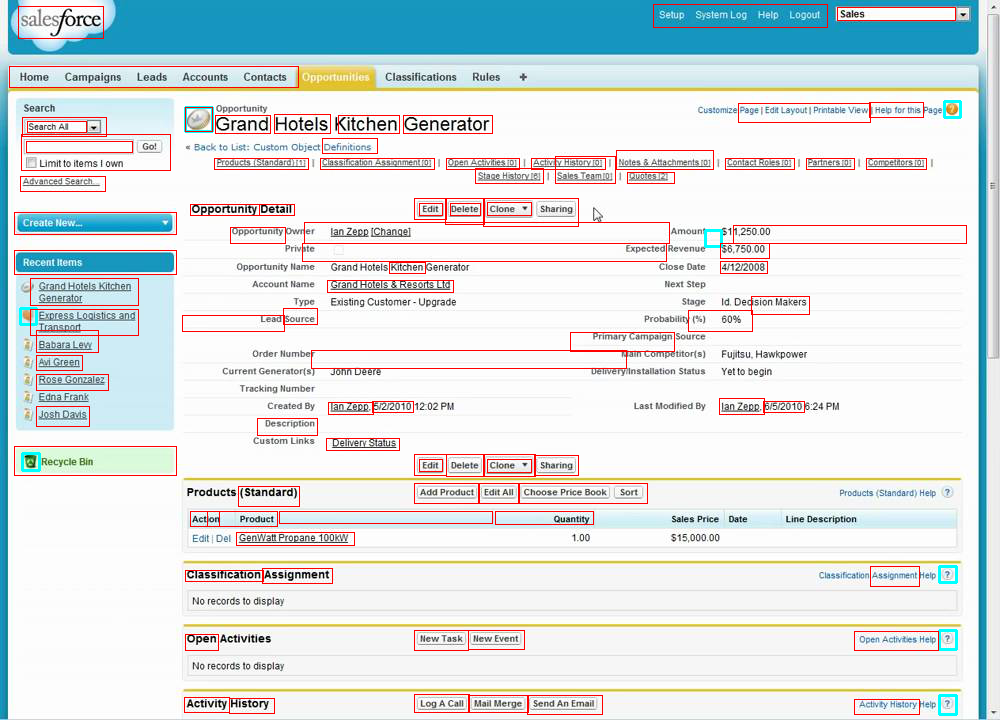 salesforce
Setup System Log Help Logout Sales
Home Campaigns Leads Accounts Contacts Opportunities Classifications Rules +
Search
Search All
Go!
Limit to items I own
Advanced Search...
Create New...
Recent Items
Grand Hotels Kitchen
Generator
Express Logistics and
Transport
Babara Levy
Avi Green
Rose Gonzalez
Edna Frank
Josh Davis
Recycle Bin
Opportunity
Grand Hotels Kitchen Generator
Customize Page | Edit Layout | Printable View | Help for this Page ?
« Back to List: Custom Object Definitions
Products (Standard) [1] | Classification Assignment [0] | Open Activities [0] | Activity History [0] | Notes & Attachments [0] | Contact Roles [0] | Partners [0] | Competitors [0] |
Stage History [6] | Sales Team [0] | Quotes [2]
Opportunity Detail Edit Delete Clone Sharing
Opportunity Owner Ian Zepp [Change] Amount $11,250.00
Private Expected Revenue $6,750.00
Opportunity Name Grand Hotels Kitchen Generator Close Date 4/12/2008
Account Name Grand Hotels & Resorts Ltd Next Step
Type Existing Customer - Upgrade Stage Id. Decision Makers
Lead Source Probability (%) 60%
Primary Campaign Source
Order Number Main Competitor(s) Fujitsu, Hawkpower
Current Generator(s) John Deere Delivery/Installation Status Yet to begin
Tracking Number
Created By Ian Zepp, 5/2/2010 12:02 PM Last Modified By Ian Zepp, 6/5/2010 6:24 PM
Description
Custom Links Delivery Status
Edit Delete Clone Sharing
Products (Standard) Add Product Edit All Choose Price Book Sort Products (Standard) Help ?
Action Product Quantity Sales Price Date Line Description
Edit | Del GenWatt Propane 100kW 1.00 $15,000.00
Classification Assignment Classification Assignment Help ?
No records to display
Open Activities New Task New Event Open Activities Help ?
No records to display
Activity History Log A Call Mail Merge Send An Email Activity History Help ?